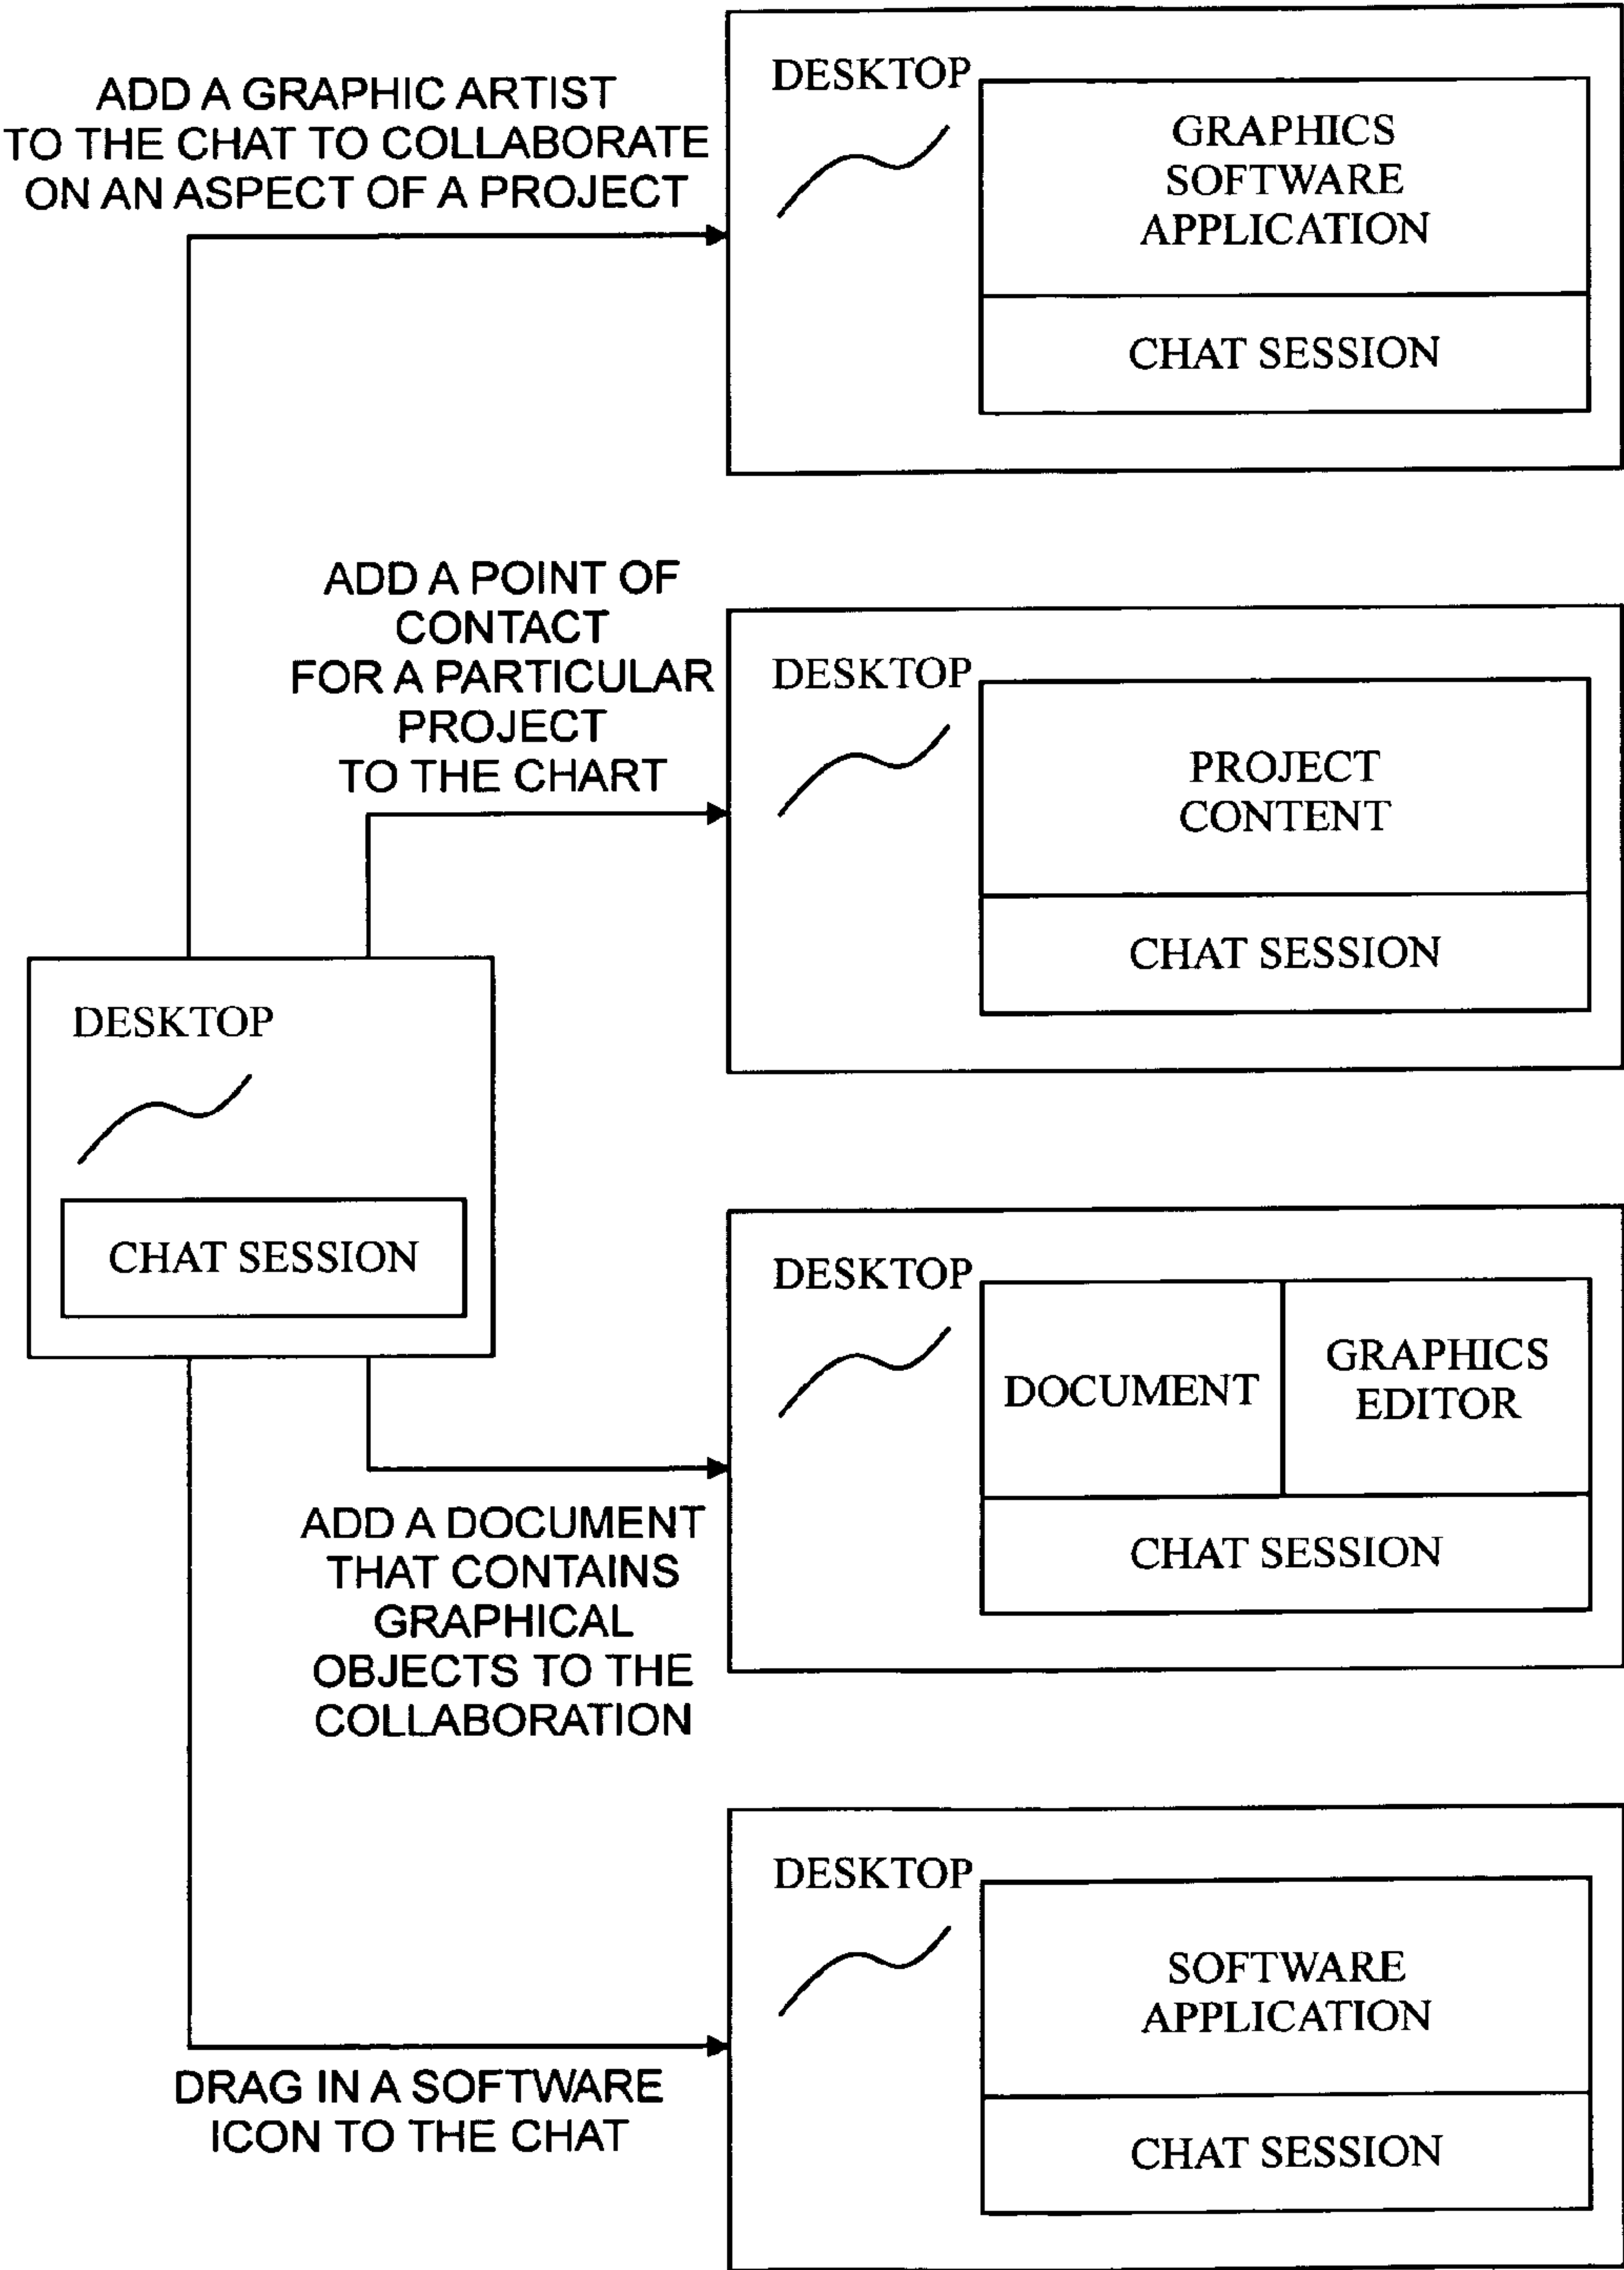 ADD A GRAPHIC ARTIST
TO THE CHAT TO COLLABORATE
ON AN ASPECT OF A PROJECT
DESKTOP
GRAPHICS
SOFTWARE
APPLICATION
CHAT SESSION
ADD A POINT OF
CONTACT
FOR A PARTICULAR
PROJECT
TO THE CHART
DESKTOP
PROJECT
CONTENT
CHAT SESSION
DESKTOP
CHAT SESSION
DESKTOP
DOCUMENT
GRAPHICS
EDITOR
CHAT SESSION
ADD A DOCUMENT
THAT CONTAINS
GRAPHICAL
OBJECTS TO THE
COLLABORATION
DESKTOP
SOFTWARE
APPLICATION
CHAT SESSION
DRAG IN A SOFTWARE
ICON TO THE CHAT